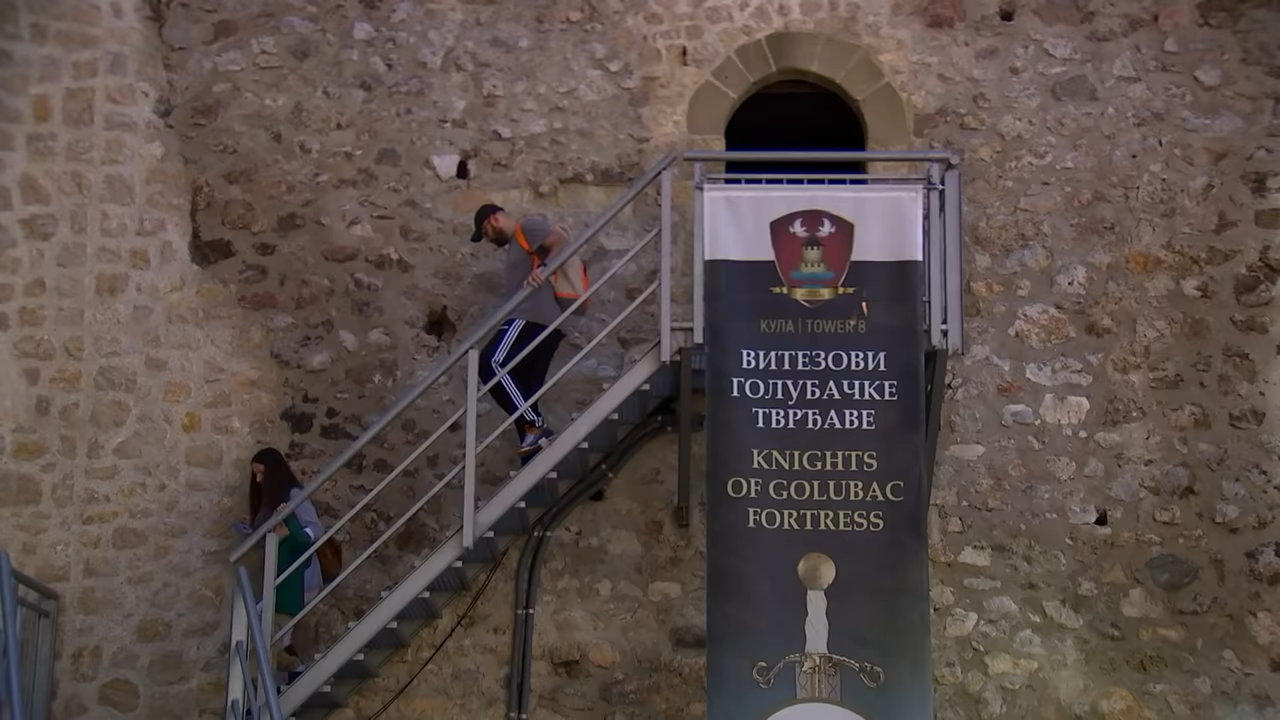 КУЛА | TOWER 8
ВИТЕЗОВИ
ГОЛУБАЧКЕ
ТВРЂАВЕ
KNIGHTS
OF GOLUBAC
FORTRESS